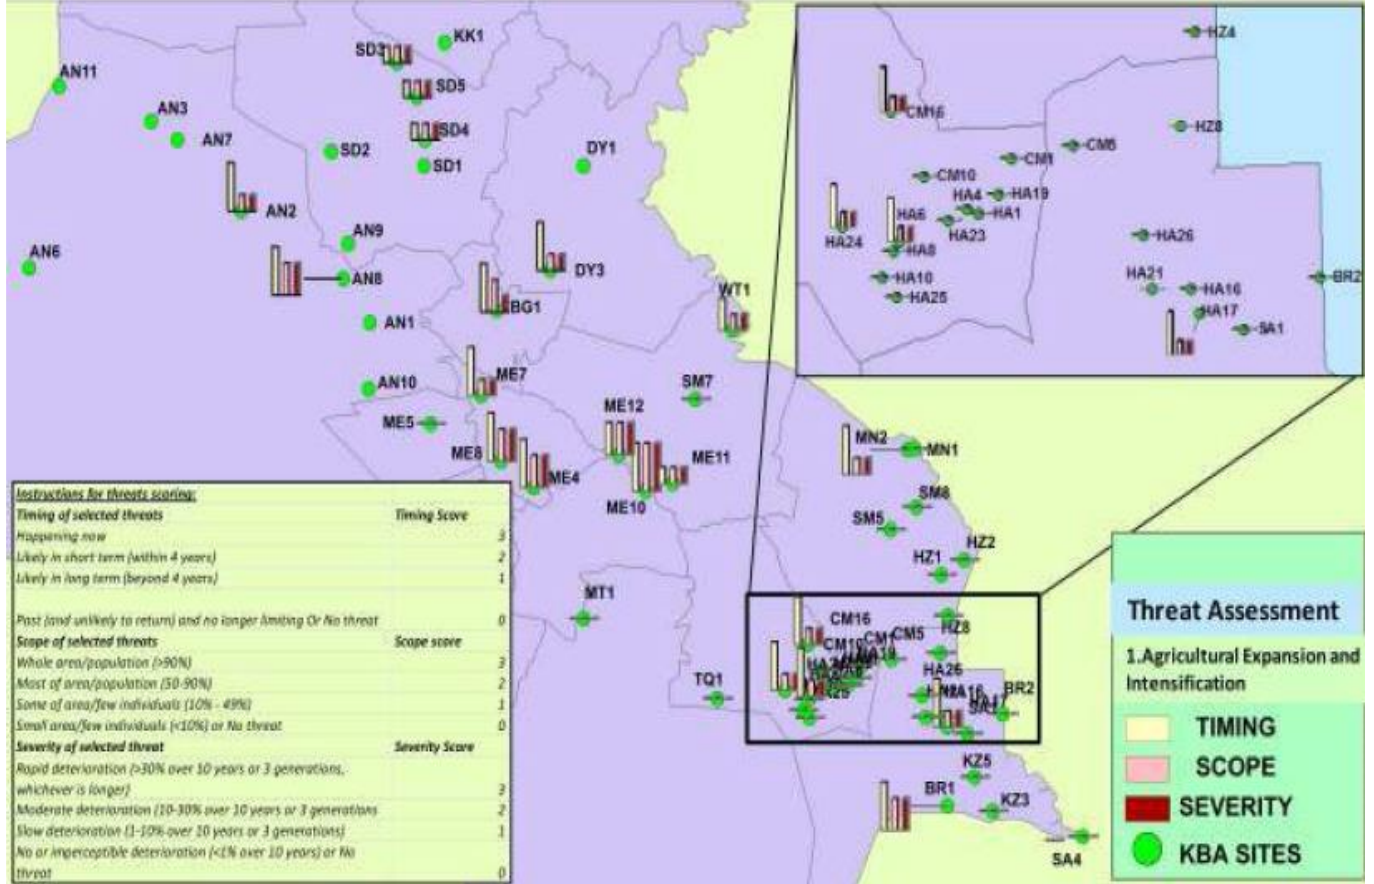 KK1
SD3
AN11
SD5
AN3
SD4
AN7
SD2
DY1
SD1
AN2
AN9
AN6
DY3
AN8
BG1
WT1
AN1
ME7
AN10
SM7
ME12
ME5
MN2
MN1
ME8
ME11
ME4
ME10
SM8
SM5
HZ2
HZ1
MT1
CM16
HZ8
CM5
CM1
CM10
HA26
TQ1
BR2
KZ5
BR1
KZ3
SA4
HZ4
CM16
HZ8
CM5
CM1
CM10
HA4
HA19
HA6
HA1
HA24
HA23
HA26
HA8
HA21
HA10
HA16
BR2
HA25
HA17
SA1
Instructions for threats scoring:
Timing of selected threats Timing Score
Happening now 3
Likely in short term (within 4 years) 2
Likely in long term (beyond 4 years) 1
Past (and unlikely to return) and no longer limiting Or No threat 0
Scope of selected threats Scope score
Whole area/population (>90%) 3
Most of area/population (50-90%) 2
Some of area/few individuals (10% - 49%) 1
Small area/few individuals (<10%) or No threat 0
Severity of selected threat Severity Score
Rapid deterioration (>30% over 10 years or 3 generations,
whichever is longer) 3
Moderate deterioration (10-30% over 10 years or 3 generations 2
Slow deterioration (1-10% over 10 years or 3 generations) 1
No or imperceptible deterioration (<1% over 10 years) or No
threat 0
Threat Assessment
1.Agricultural Expansion and
Intensification
TIMING
SCOPE
SEVERITY
KBA SITES